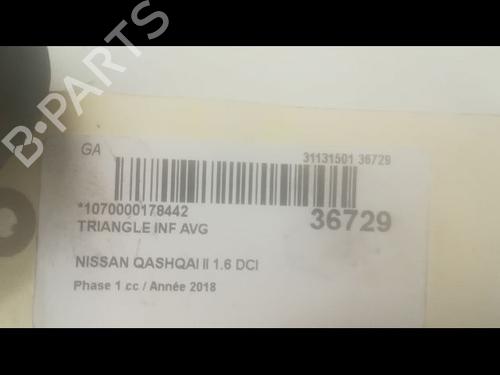 B-PARTS
GA
31131501 36729
*1070000178442
36729
TRIANGLE INF AVG
NISSAN QASHQAI II 1.6 DCI
Phase 1 cc / Année 2018